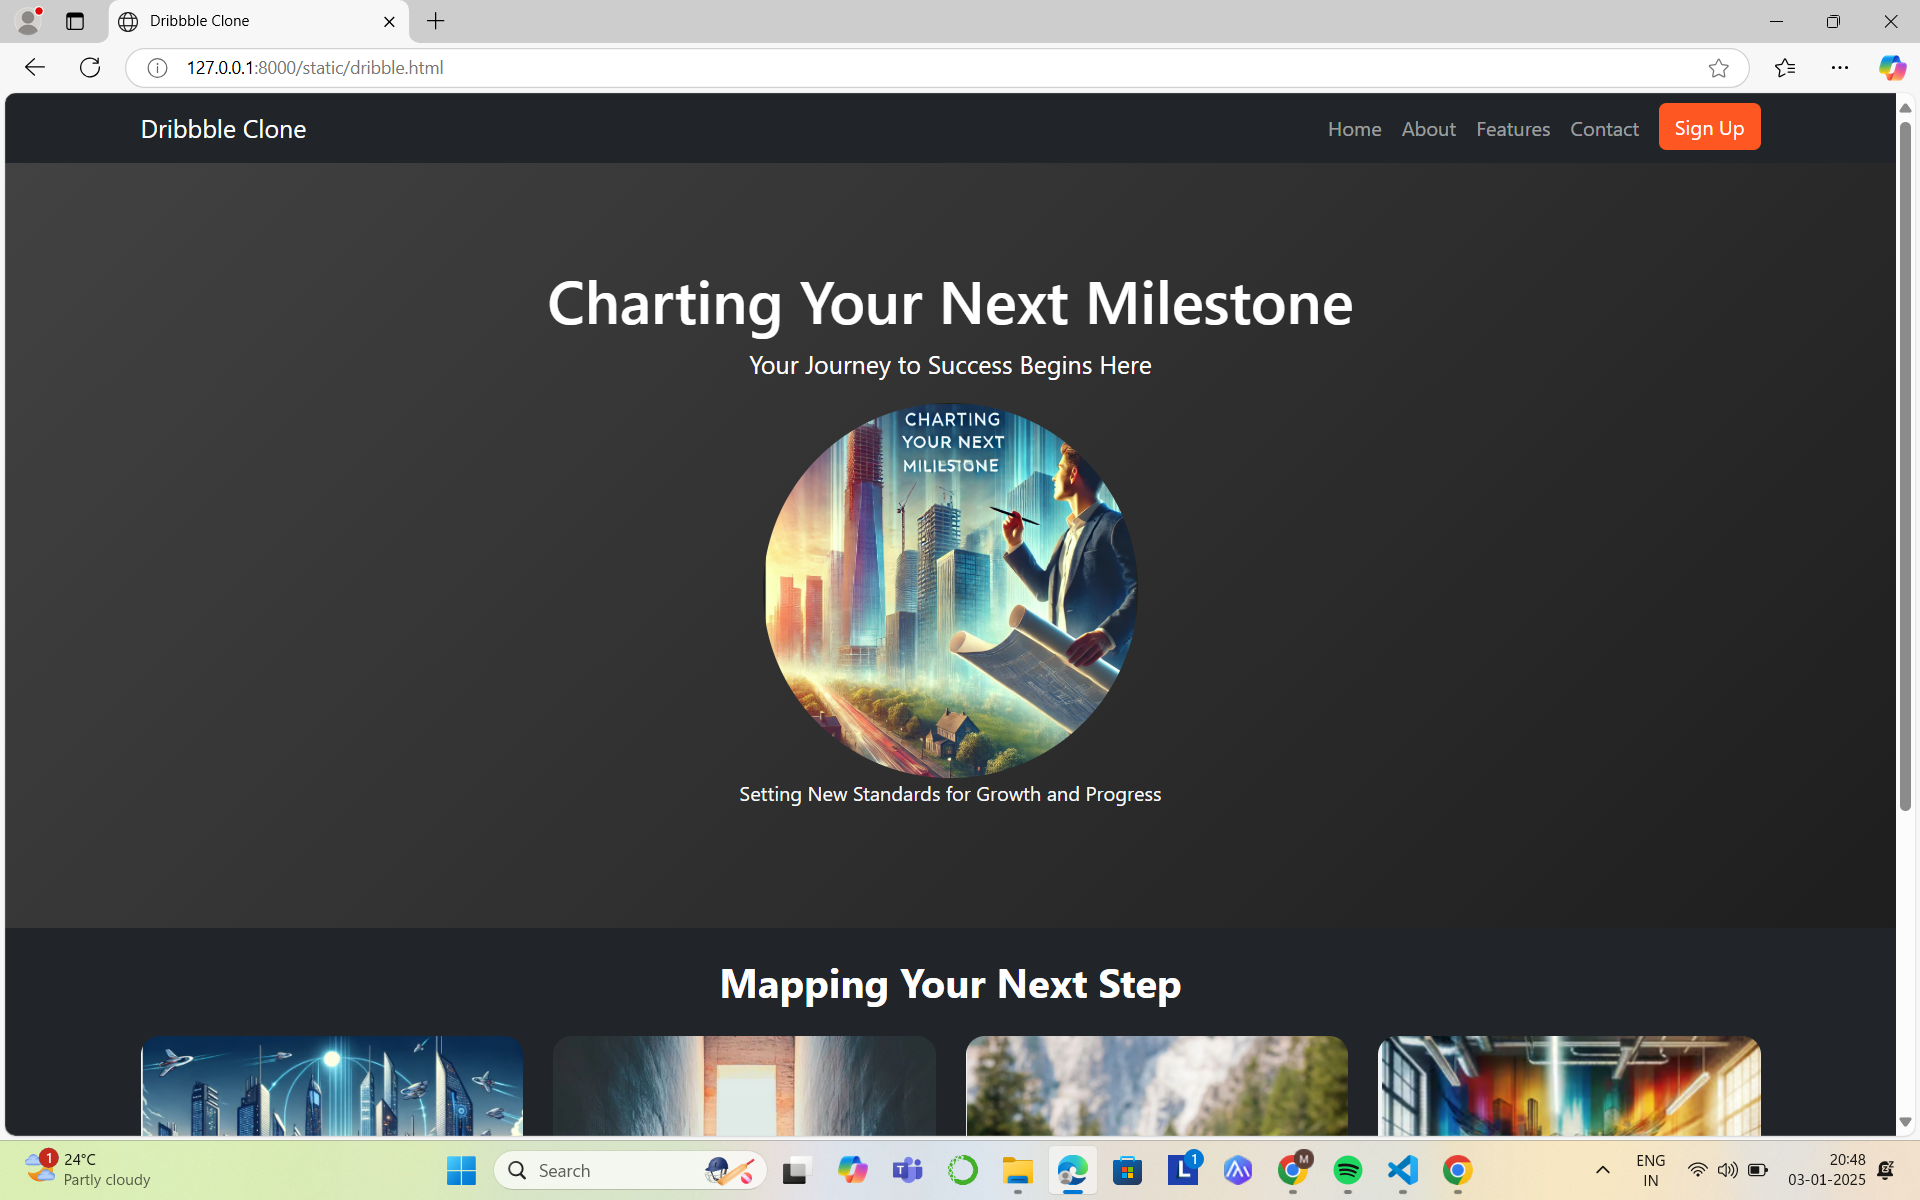 Dribbble Clone
127.0.0.1:8000/static/dribble.html
Dribbble Clone
Home About Features Contact Sign Up
Charting Your Next Milestone
Your Journey to Success Begins Here
CHARTING
YOUR NEXT
MILIESTONE
Setting New Standards for Growth and Progress
Mapping Your Next Step
1
24°C
Partly cloudy
Search
T
L
1
M
ENG
IN
20:48
03-01-2025